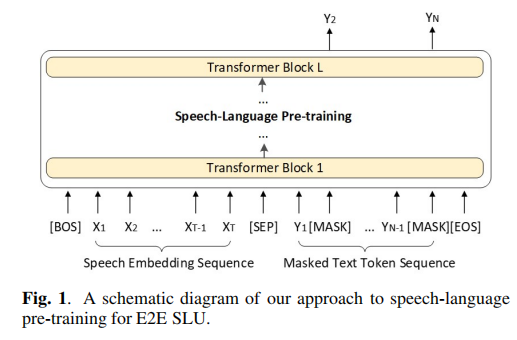 Y2 YN
Transformer Block L
...
Speech-Language Pre-training
...
Transformer Block 1
[BOS] X1 X2 ... XT-1 XT [SEP] Y1 [MASK] ... YN-1 [MASK] [EOS]
Speech Embedding Sequence Masked Text Token Sequence
Fig. 1. A schematic diagram of our approach to speech-language
pre-training for E2E SLU.